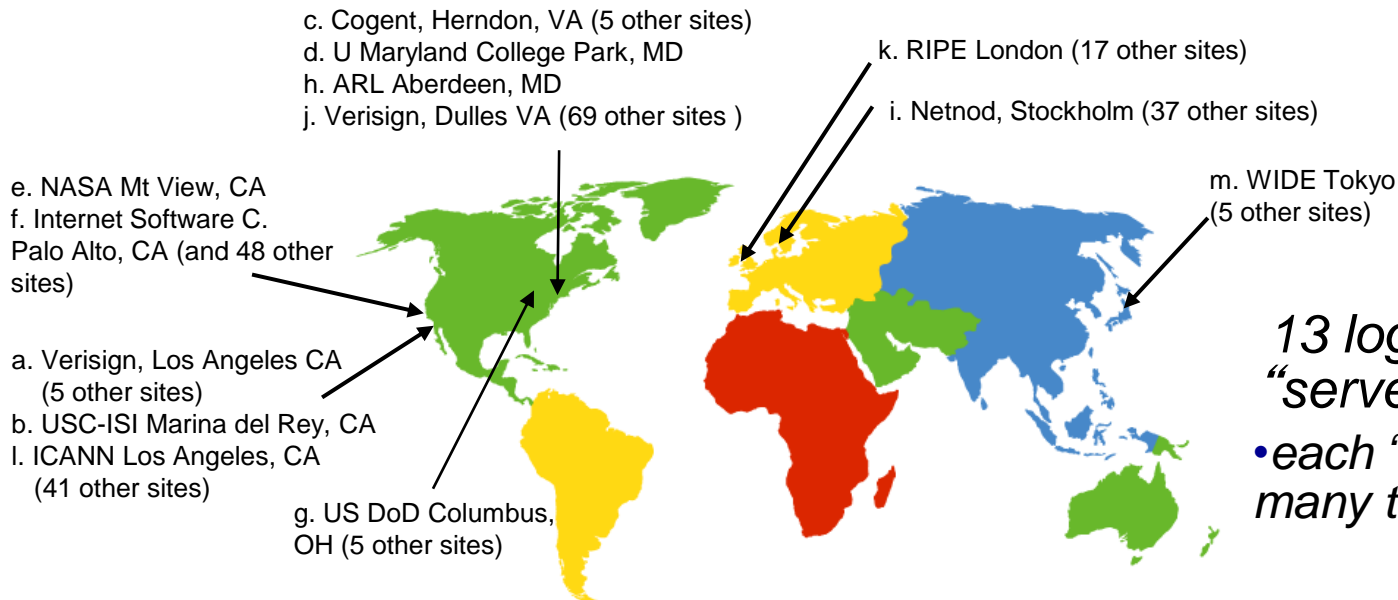 c. Cogent, Herndon, VA (5 other sites)
d. U Maryland College Park, MD
h. ARL Aberdeen, MD
j. Verisign, Dulles VA (69 other sites )
k. RIPE London (17 other sites)
i. Netnod, Stockholm (37 other sites)
m. WIDE Tokyo
(5 other sites)
e. NASA Mt View, CA
f. Internet Software C.
Palo Alto, CA (and 48 other
sites)
a. Verisign, Los Angeles CA
(5 other sites)
b. USC-ISI Marina del Rey, CA
l. ICANN Los Angeles, CA
(41 other sites)
g. US DoD Columbus,
OH (5 other sites)
13
•each
many